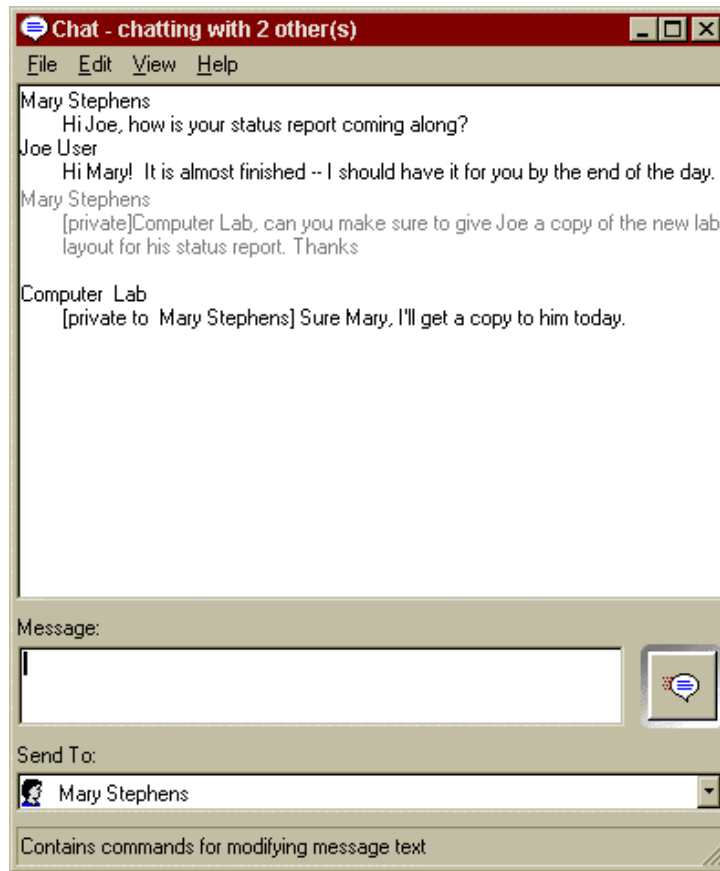 Chat - chatting with 2 other(s)
File Edit View Help
Mary Stephens
Hi Joe, how is your status report coming along?
Joe User
Hi Mary!  It is almost finished -- I should have it for you by the end of the day.
Mary Stephens
[private]Computer Lab, can you make sure to give Joe a copy of the new lab
layout for his status report. Thanks
Computer  Lab
[private to  Mary Stephens] Sure Mary, I'll get a copy to him today.
Message:
Send To:
Mary Stephens
Contains commands for modifying message text